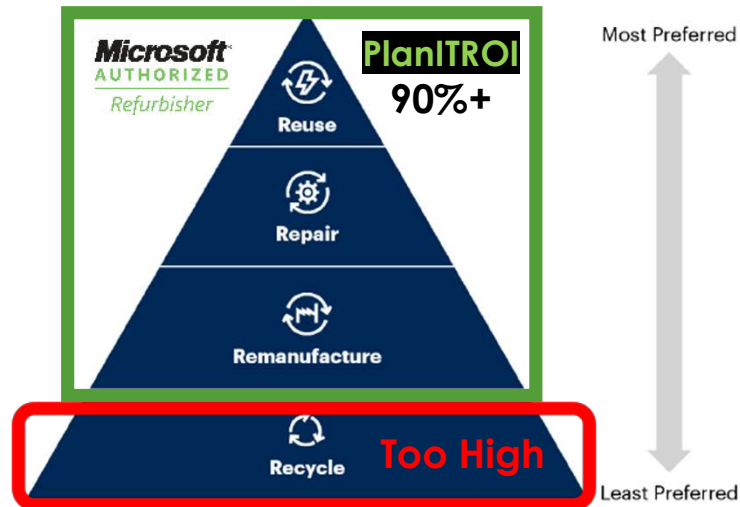 Microsoft
AUTHORIZED
Refurbisher
PlanITROI
90%+
Most Preferred
Reuse
Repair
Remanufacture
Recycle
Too High
Least Preferred